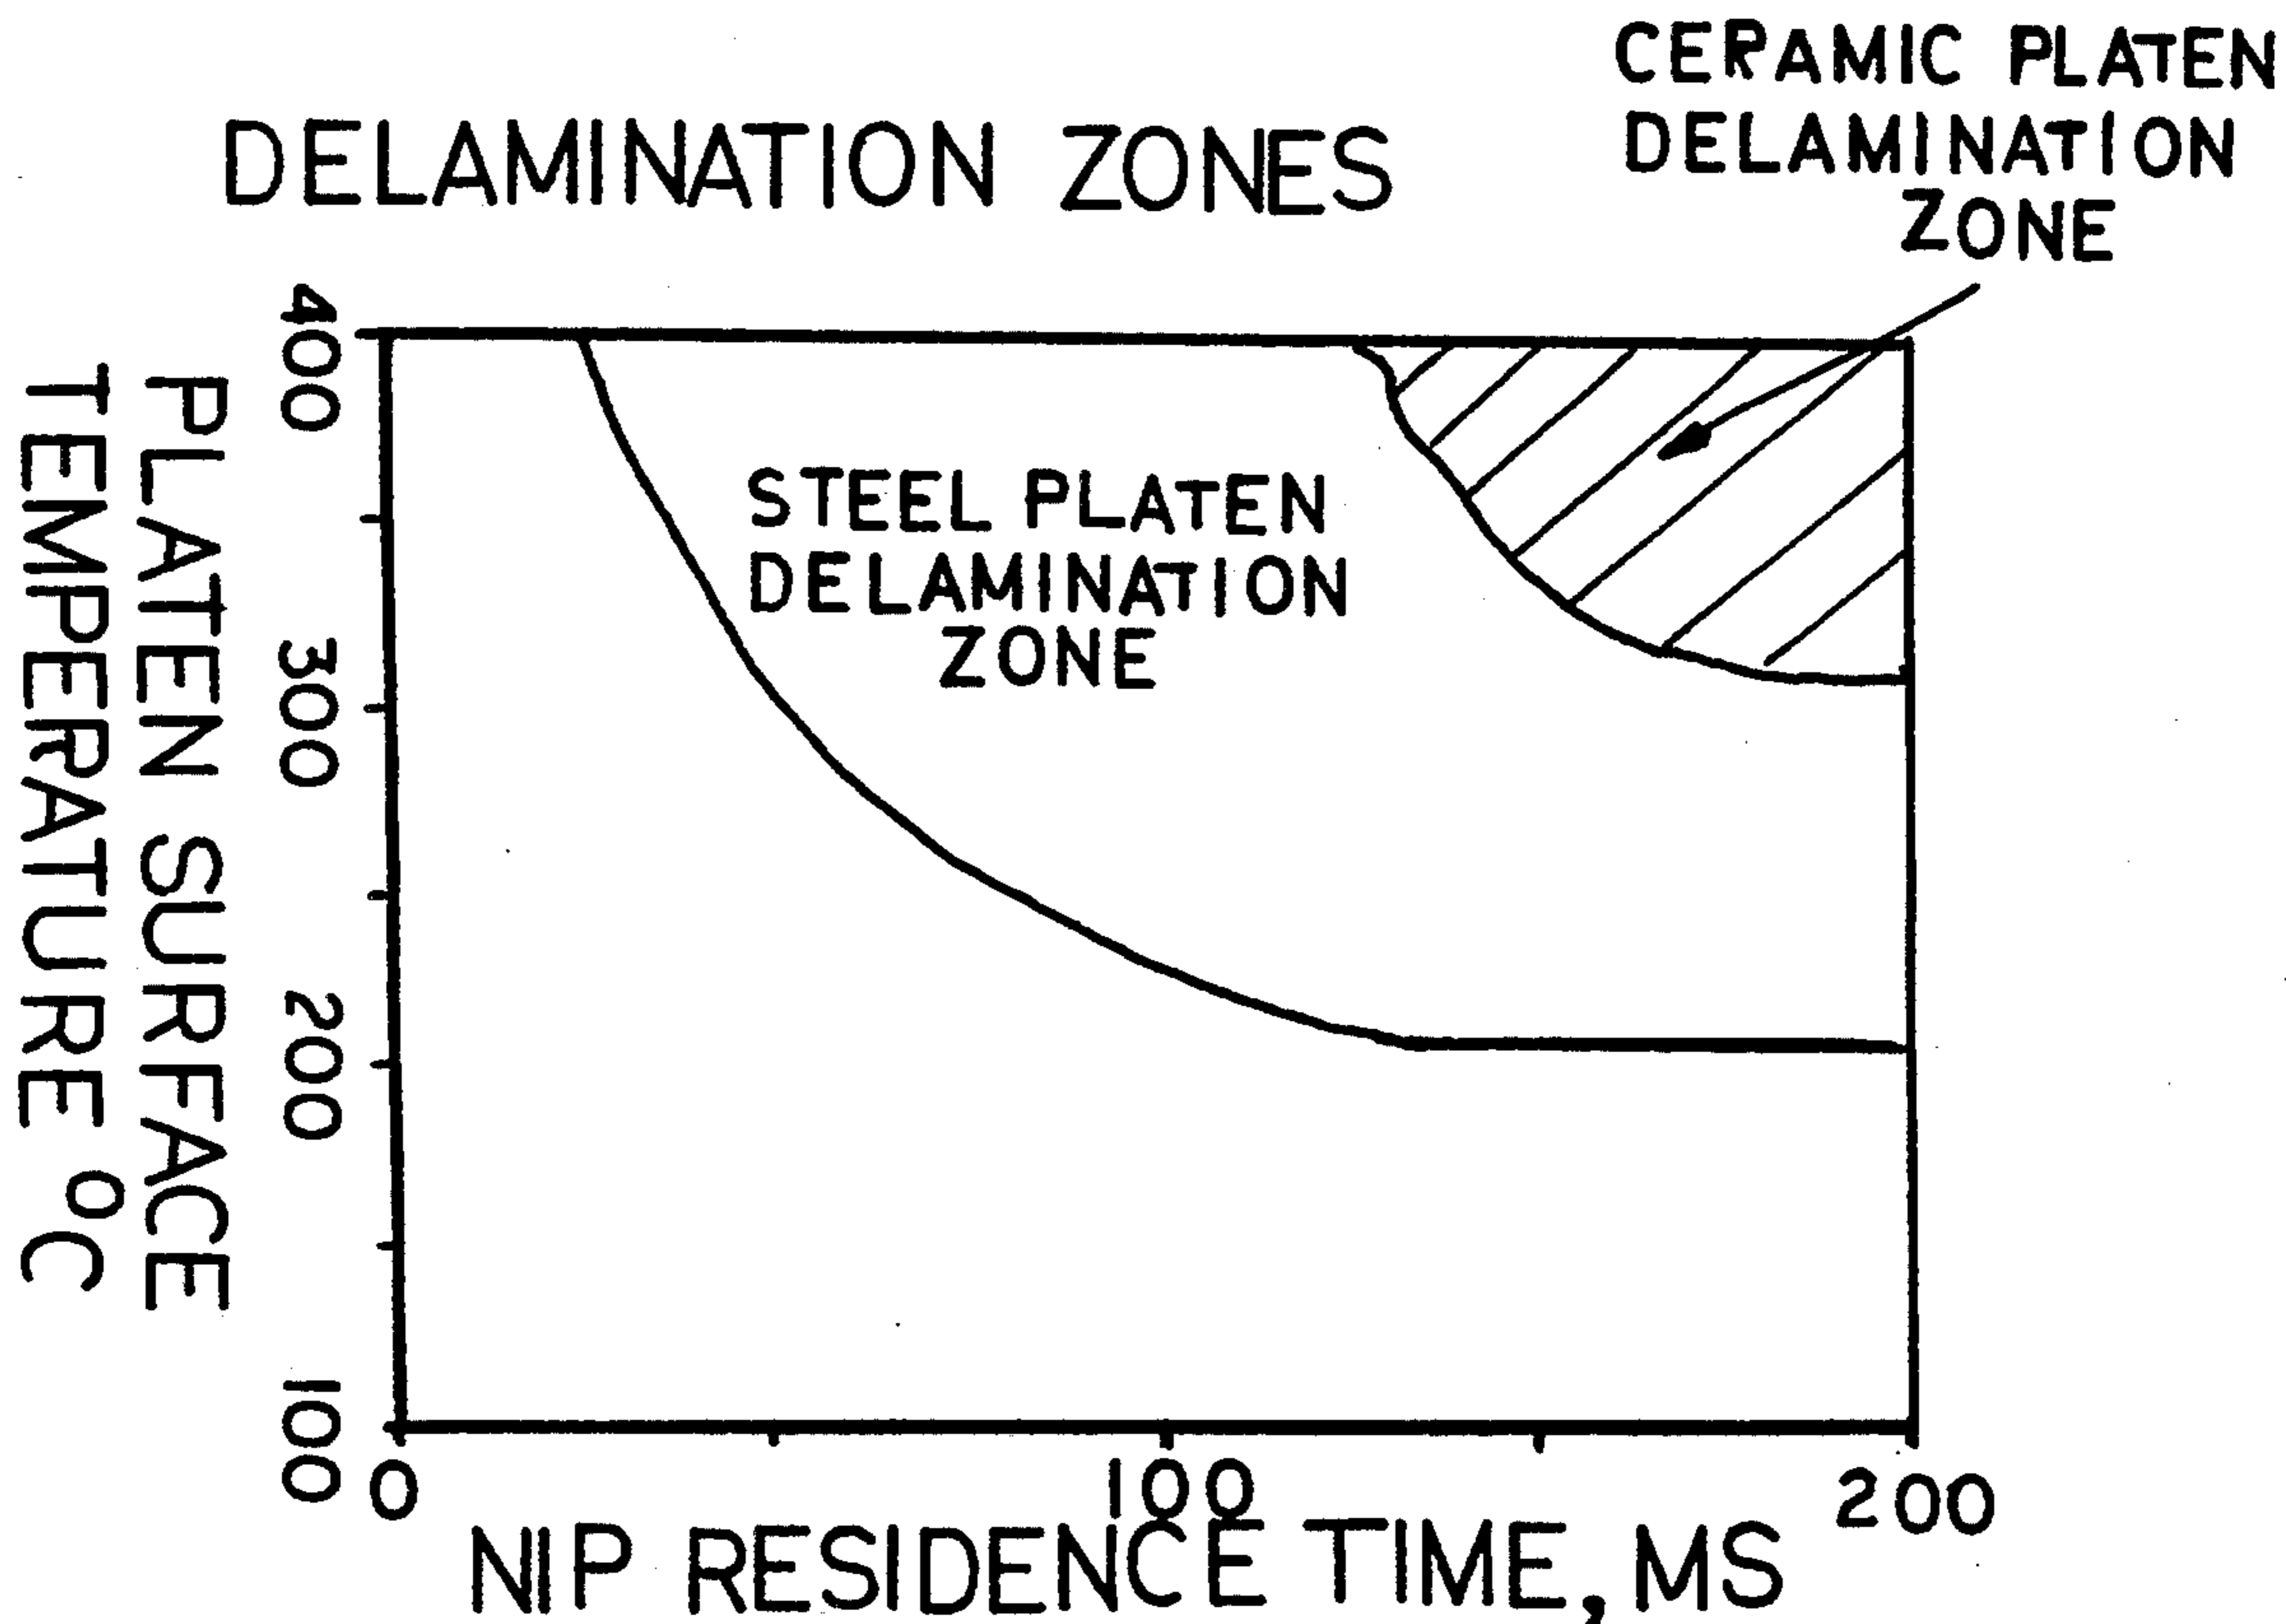 CERAMIC PLATEN
DELAMINATION
ZONE
DELAMINATION ZONES
PLATEN SURFACE
TEMPERATURE °C
400
300
200
100
STEEL PLATEN
DELAMINATION
ZONE
0
100
200
NIP RESIDENCE TIME, MS